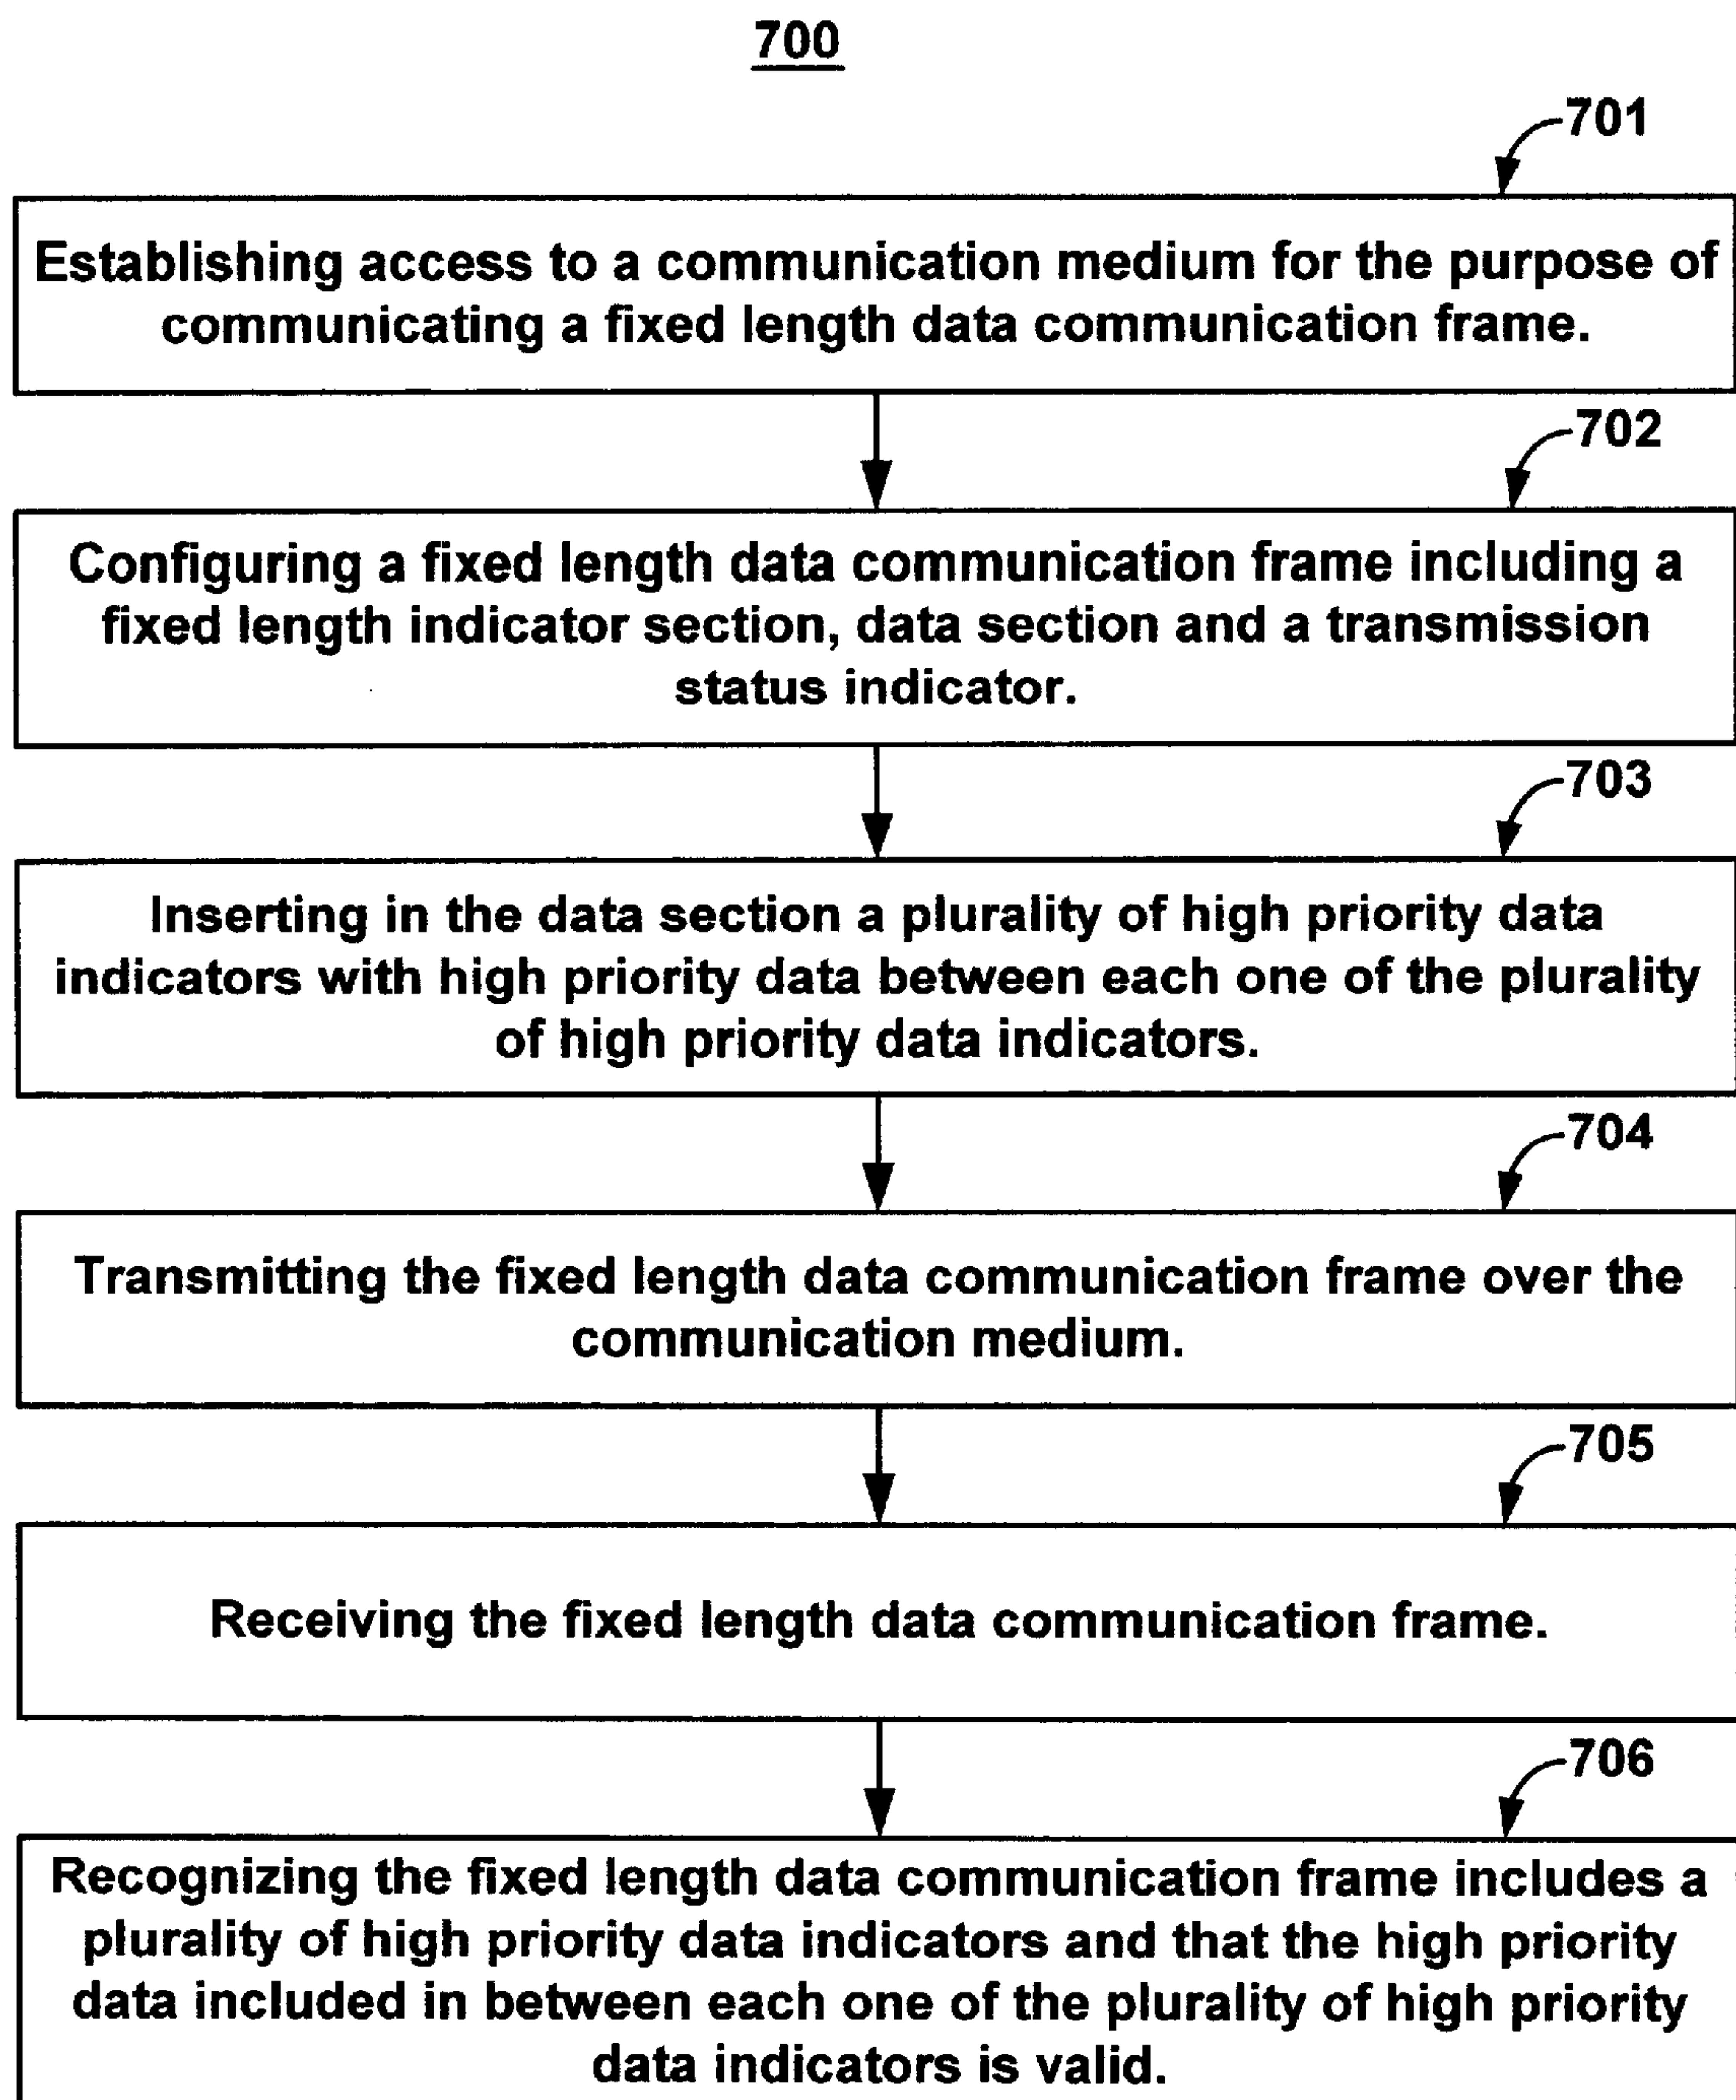 700
701
Establishing access to a communication medium for the purpose of
communicating a fixed length data communication frame.
702
Configuring a fixed length data communication frame including a
fixed length indicator section, data section and a transmission
status indicator.
703
Inserting in the data section a plurality of high priority data
indicators with high priority data between each one of the plurality
of high priority data indicators.
704
Transmitting the fixed length data communication frame over the
communication medium.
705
Receiving the fixed length data communication frame.
706
Recognizing the fixed length data communication frame includes a
plurality of high priority data indicators and that the high priority
data included in between each one of the plurality of high priority
data indicators is valid.